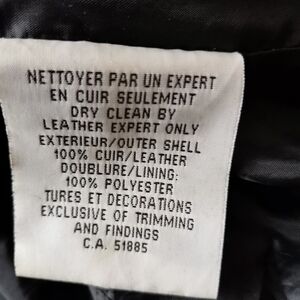 NETTOYER PAR UN EXPERT
EN CUIR SEULEMENT
DRY CLEAN BY
LEATHER EXPERT ONLY
EXTERIEUR/OUTER SHELL
100% CUIR/LEATHER
DOUBLURE/LINING:
100% POLYESTER
TURES ET DECORATIONS
EXCLUSIVE OF TRIMMING
AND FINDINGS
C.A. 51885